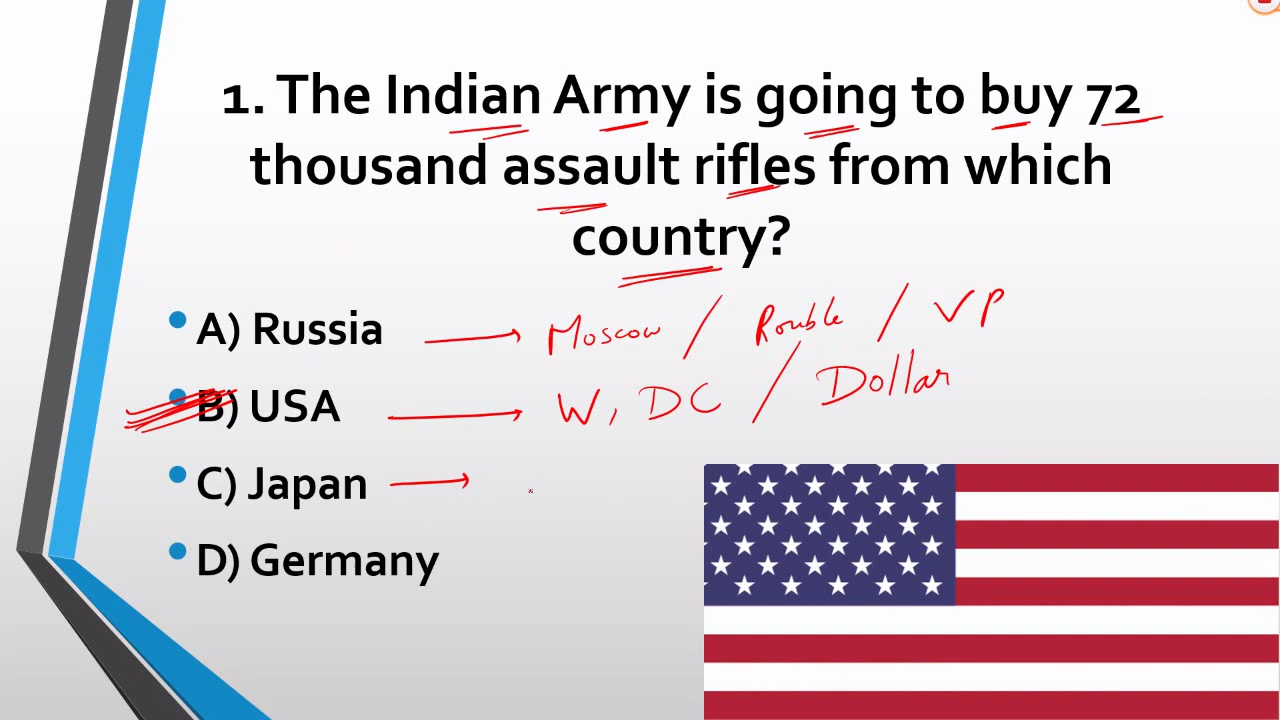 1. The Indian Army is going to buy 72
thousand assault rifles from which
country?
A) Russia → Moscow / Rouble / VP
B) USA → W, DC / Dollar
C) Japan →
D) Germany